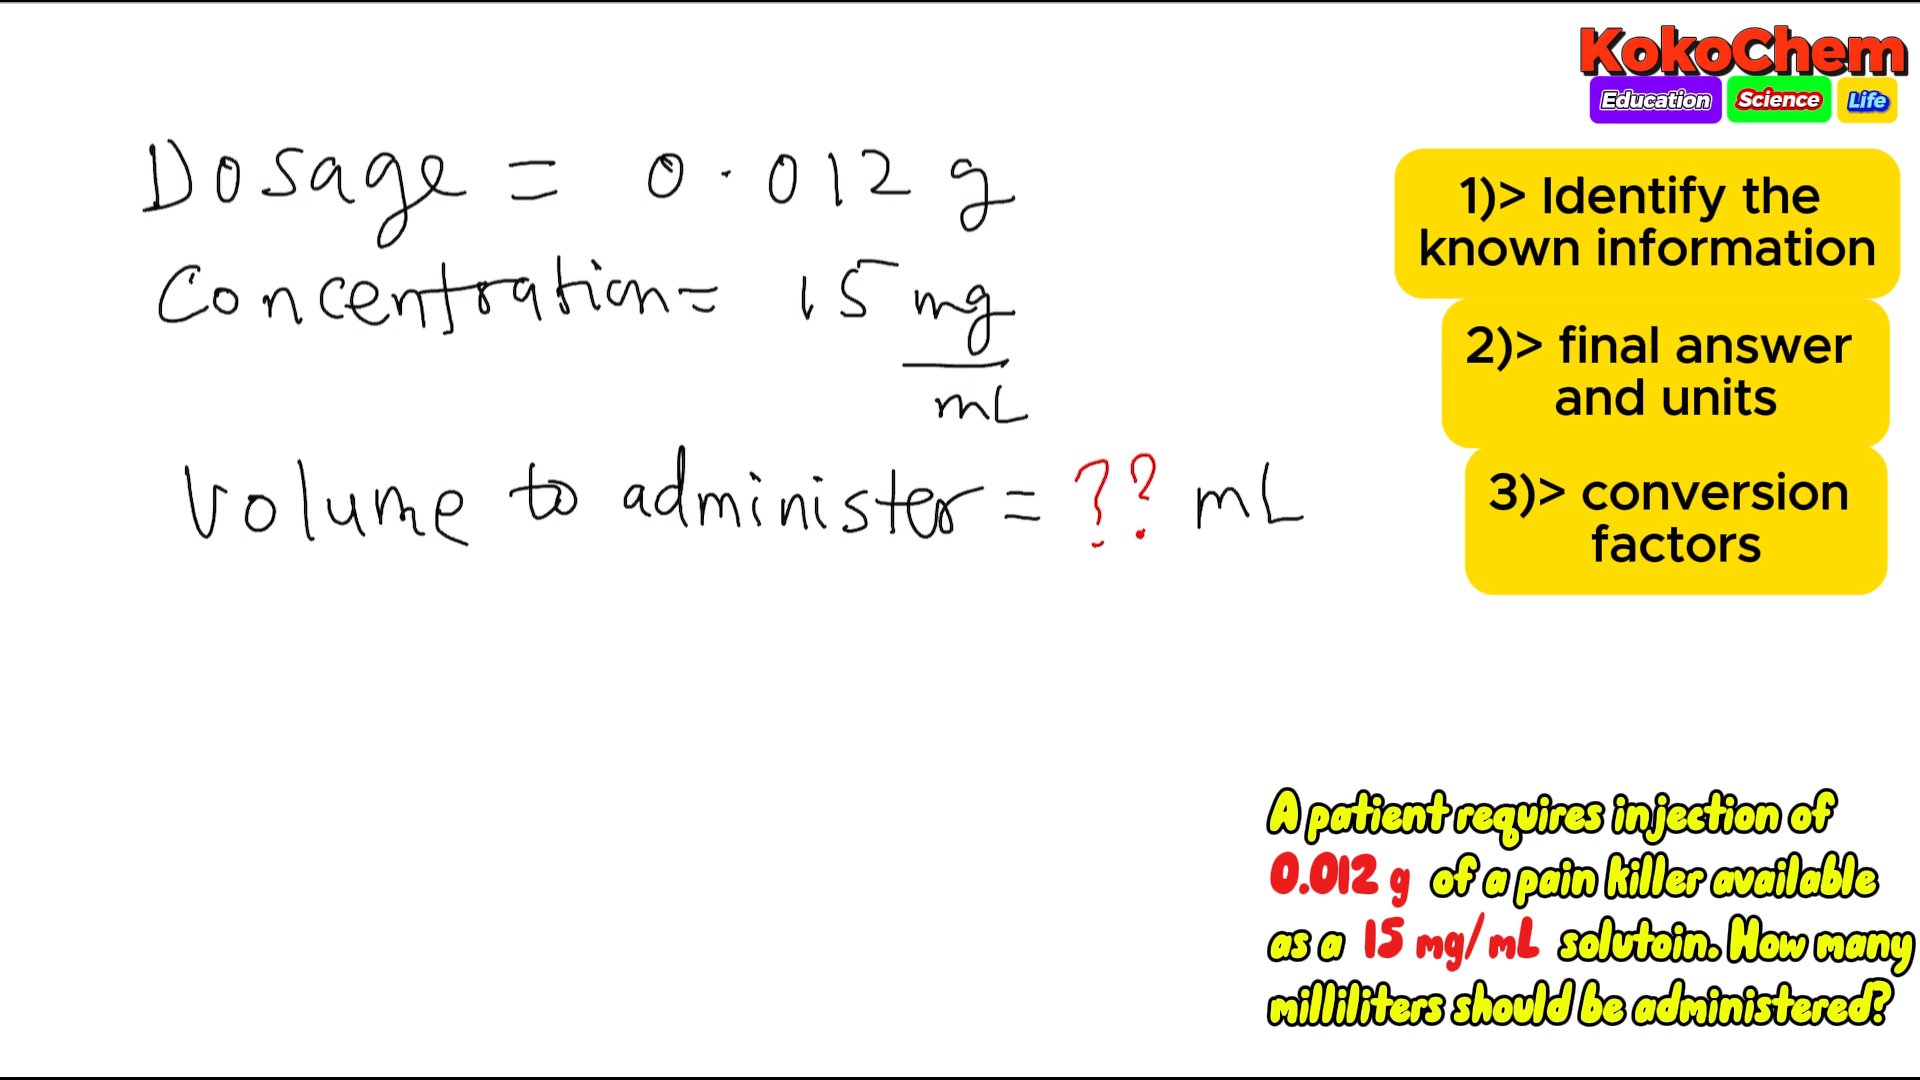 KokoChem
Education Science Life
Dosage = 0.012 g
Concentration = 15 mg
mL
Volume to administer = ?? mL
1)> Identify the
known information
2)> final answer
and units
3)> conversion
factors
A patient requires injection of
0.012 g of a pain killer available
as a 15 mg/mL solutoin. How many
milliliters should be administered?